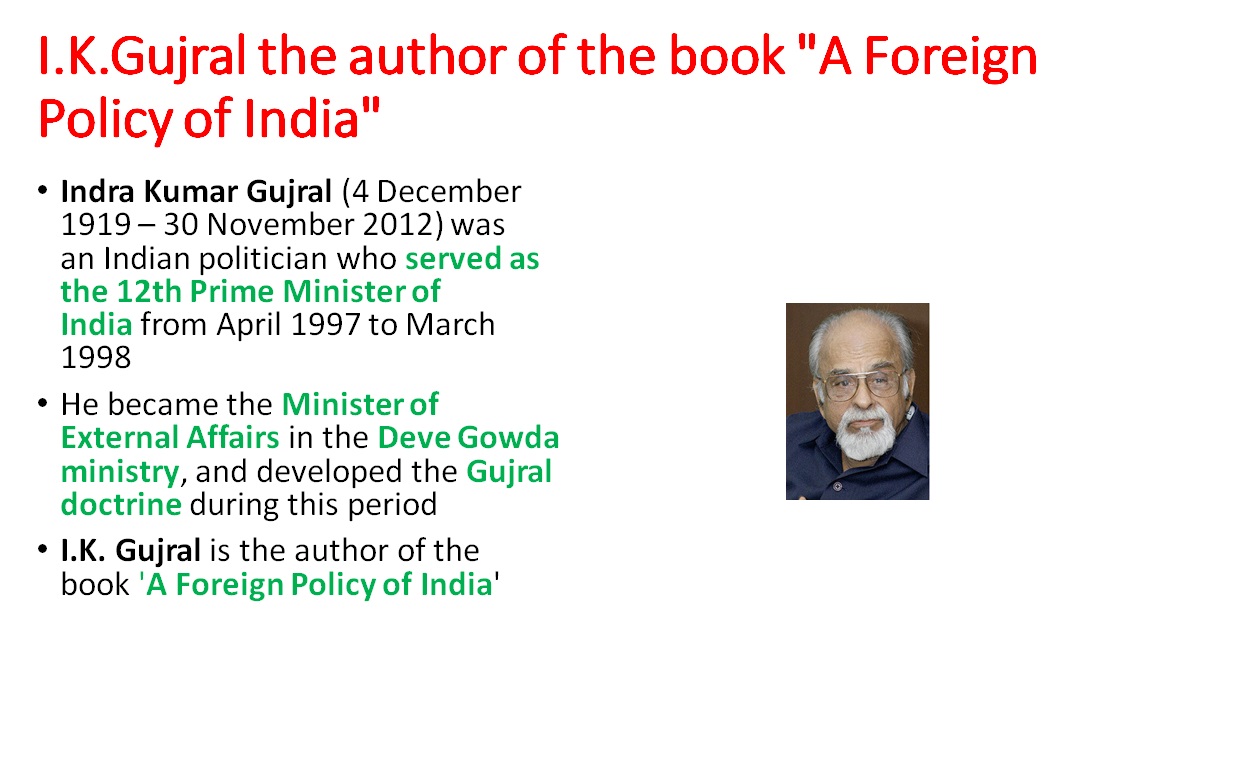 I.K.Gujral the author of the book "A Foreign
Policy of India"
• Indra Kumar Gujral (4 December
1919 – 30 November 2012) was
an Indian politician who served as
the 12th Prime Minister of
India from April 1997 to March
1998
• He became the Minister of
External Affairs in the Deve Gowda
ministry, and developed the Gujral
doctrine during this period
• I.K. Gujral is the author of the
book 'A Foreign Policy of India'